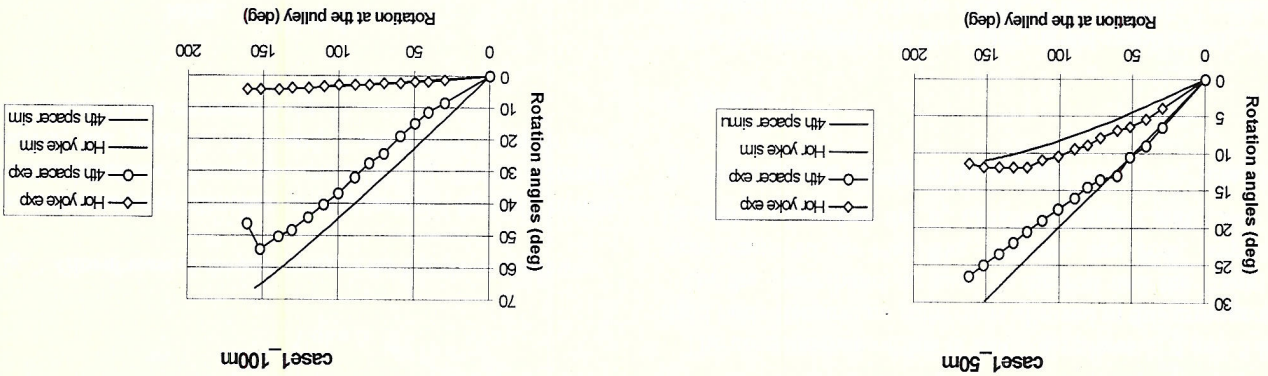 case1_50m
Rotation angles (deg)
30
25
20
15
10
5
0
0 50 100 150 200
Rotation at the pulley (deg)
Hor yoke exp
4th spacer exp
Hor yoke sim
4th spacer simu
case1_100m
Rotation angles (deg)
70
60
50
40
30
20
10
0
0 50 100 150 200
Rotation at the pulley (deg)
Hor yoke exp
4th spacer exp
Hor yoke sim
4th spacer sim